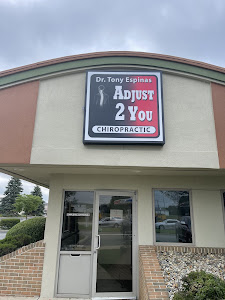 Dr. Tony Espinas
ADJUST
2 YOU
CHIROPRACTIC